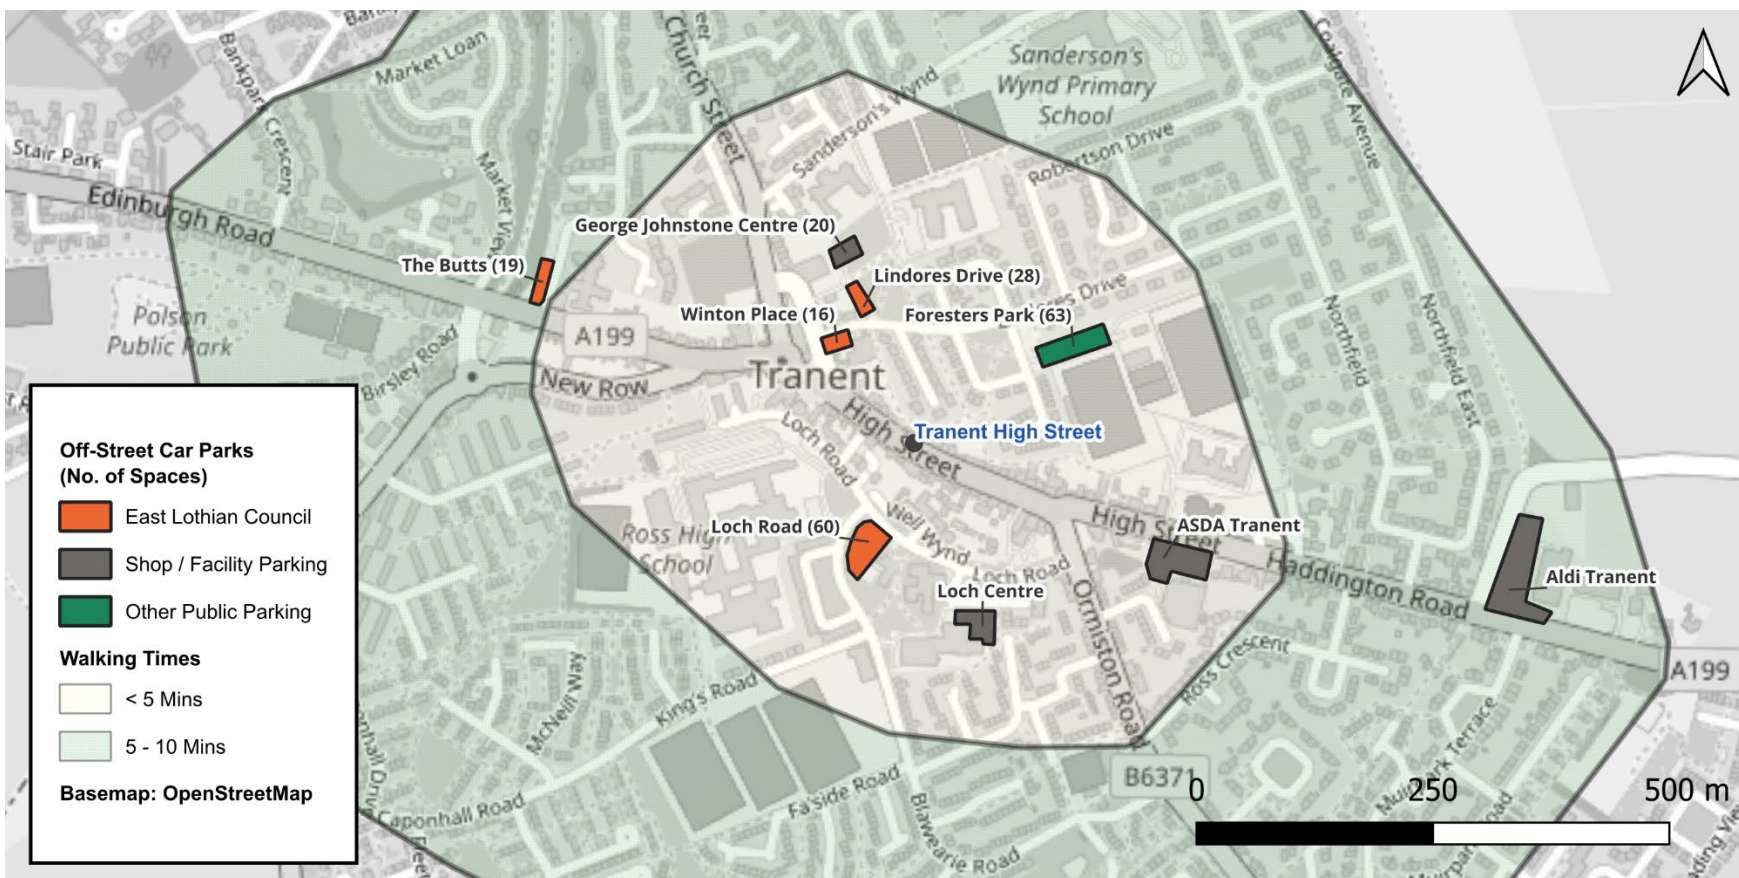 Market Loan
Bankpark
Crescent
Church Street
Sanderson's Wynd
Sanderson's
Wynd Primary
School
Coalgate Avenue
Stair Park
Market View
Robertson Drive
Edinburgh Road
George Johnstone Centre (20)
The Butts (19)
Lindores Drive (28)
Drive
Winton Place (16)
Foresters Park (63)
Polson
Public Park
A199
Northfield
Northfield East
Birsley Road
New Row
Tranent
High Street
Tranent High Street
Loch Road
Off-Street Car Parks
(No. of Spaces)
East Lothian Council
Shop / Facility Parking
Other Public Parking
Walking Times
< 5 Mins
5 - 10 Mins
Basemap: OpenStreetMap
Ross High
School
Loch Road (60)
Well Wynd
Loch Road
High Street
ASDA Tranent
Haddington Road
Aldi Tranent
Loch Centre
Ormiston Road
Ross Crescent
A199
McNeill Way
King's Road
Muirpark Terrace
B6371
Fa'side Road
Caponhall Road
Blawearie Road
0 250 500 m